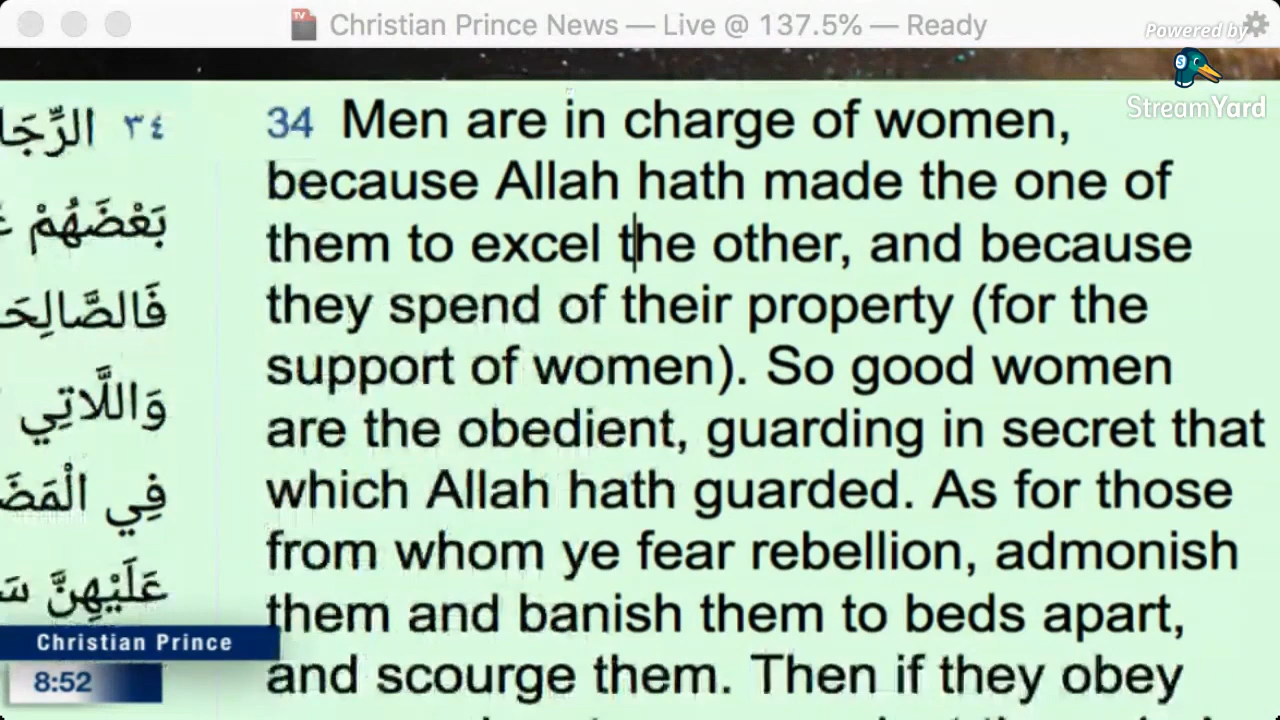 Christian Prince News — Live @ 137.5% — Ready
Powered by
StreamYard
٣٤ الرِّجَا
بَعْضَهُمْ
فَالصَّالِحَ
وَاللَّاتِي
فِي الْمَضَ
عَلَيْهِنَّ سَ
34 Men are in charge of women,
because Allah hath made the one of
them to excel the other, and because
they spend of their property (for the
support of women). So good women
are the obedient, guarding in secret that
which Allah hath guarded. As for those
from whom ye fear rebellion, admonish
them and banish them to beds apart,
and scourge them. Then if they obey
Christian Prince
8:52